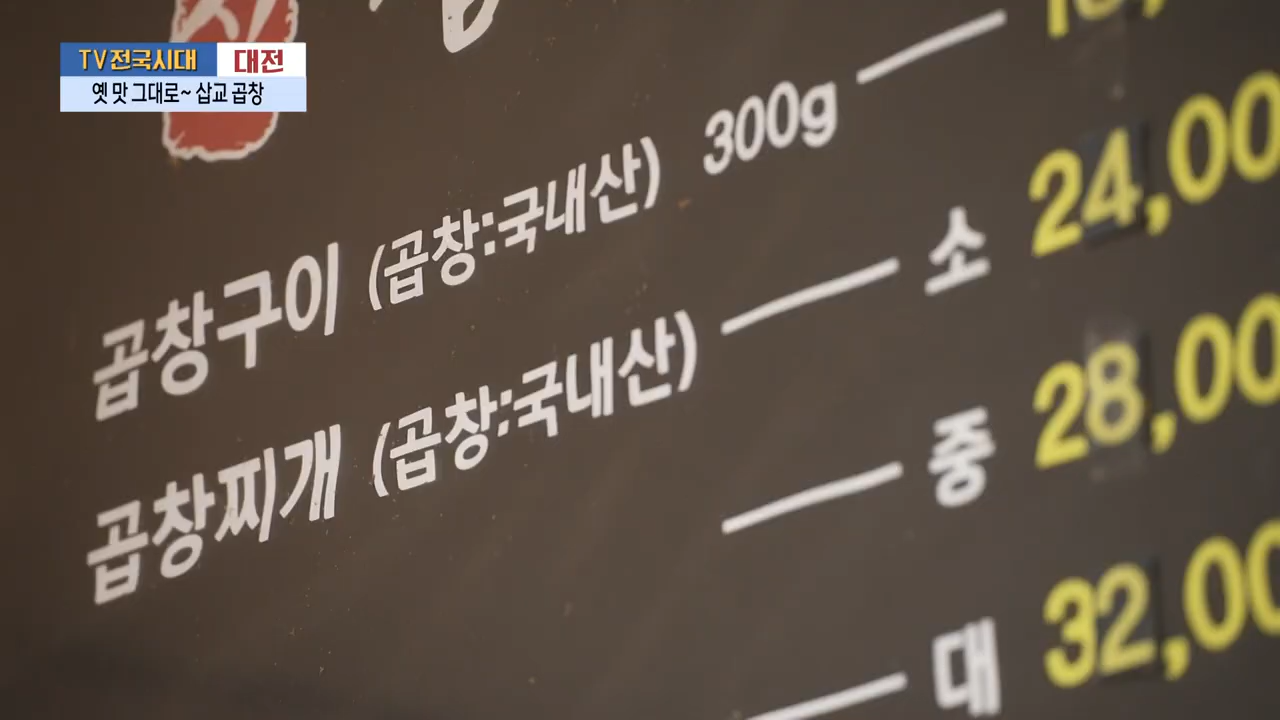 TV전국시대 대전
옛 맛 그대로~ 삽교 곱창
곱창구이 (곱창:국내산) 300g
곱창찌개 (곱창:국내산) 소 24,00
중 28,00
대 32,00